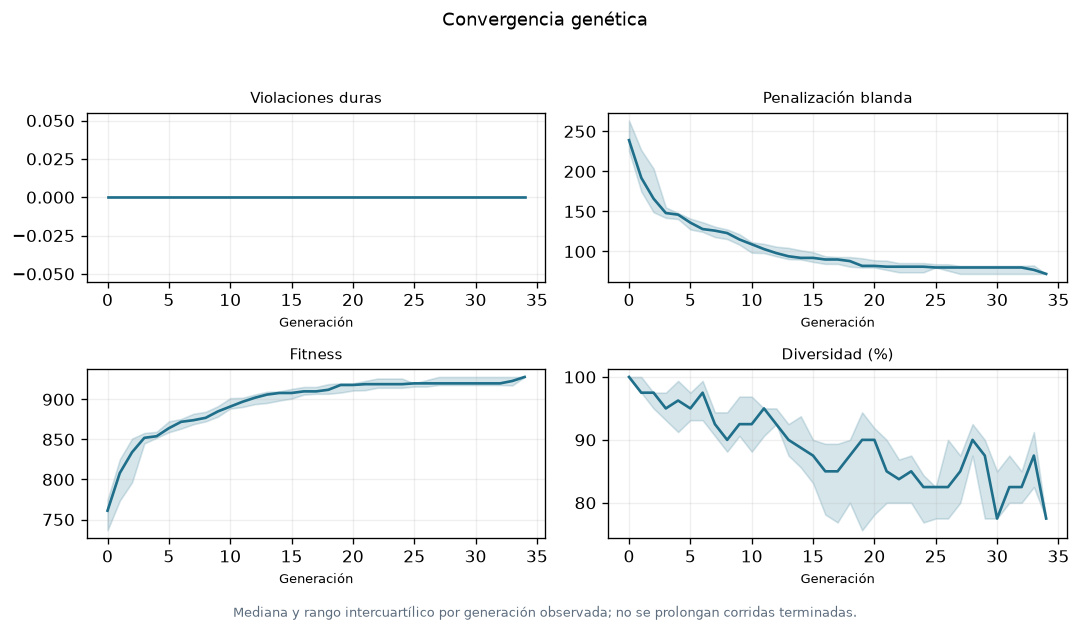 Convergencia genética
Violaciones duras
0.050
0.025
0.000
−0.025
−0.050
0 5 10 15 20 25 30 35
Generación
Penalización blanda
250
200
150
100
0 5 10 15 20 25 30 35
Generación
Fitness
900
850
800
750
0 5 10 15 20 25 30 35
Generación
Diversidad (%)
100
90
80
0 5 10 15 20 25 30 35
Generación
Mediana y rango intercuartílico por generación observada; no se prolongan corridas terminadas.